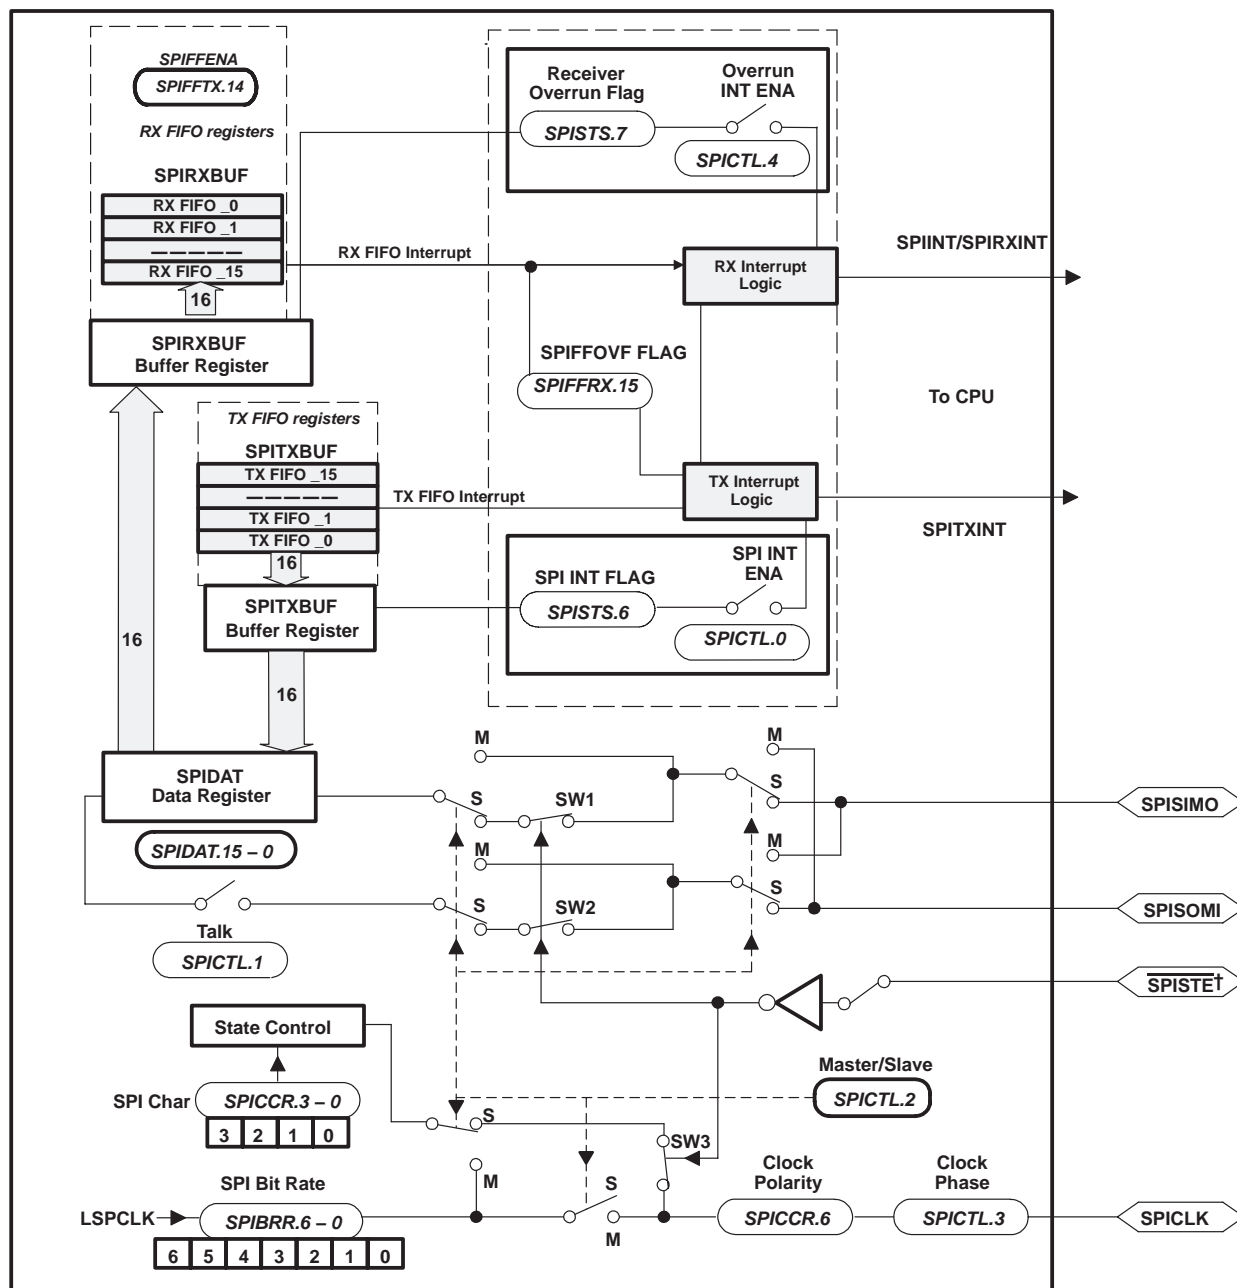 SPIFFENA
SPIFFTX.14
RX FIFO registers
SPIRXBUF
RX FIFO _0
RX FIFO _1
—————
RX FIFO _15
16
SPIRXBUF
Buffer Register
RX FIFO Interrupt
Receiver
Overrun Flag
SPISTS.7
Overrun
INT ENA
SPICTL.4
RX Interrupt
Logic
SPIINT/SPIRXINT
SPIFFOVF FLAG
SPIFFRX.15
To CPU
TX FIFO registers
SPITXBUF
TX FIFO _15
—————
TX FIFO _1
TX FIFO _0
16
SPITXBUF
Buffer Register
TX FIFO Interrupt
TX Interrupt
Logic
SPITXINT
SPI INT FLAG
SPISTS.6
SPI INT
ENA
SPICTL.0
16
16
SPIDAT
Data Register
SPIDAT.15 – 0
M
S
SW1
M
S
SPISIMO
M
S
SW2
M
S
SPISOMI
Talk
SPICTL.1
SPISTE†
State Control
Master/Slave
SPICTL.2
SPI Char
SPICCR.3 – 0
3 2 1 0
S
SW3
M
S
M
SPI Bit Rate
LSPCLK
SPIBRR.6 – 0
6 5 4 3 2 1 0
Clock
Polarity
SPICCR.6
Clock
Phase
SPICTL.3
SPICLK